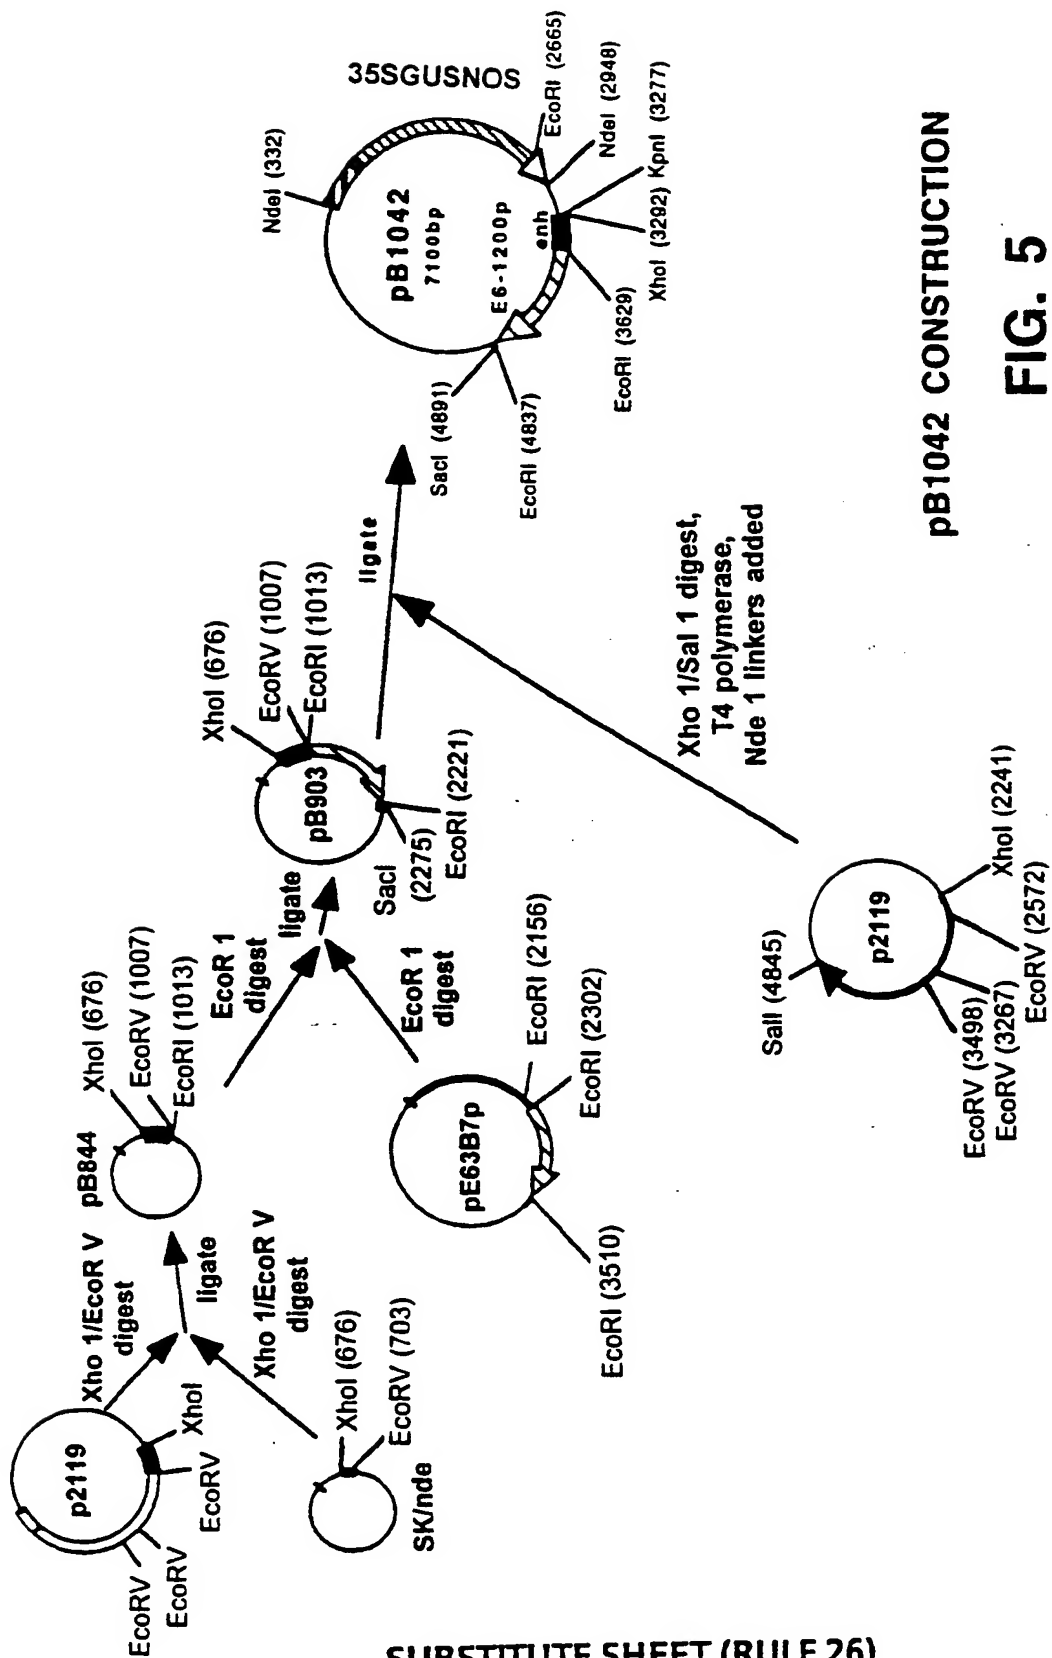 p2119
EcoRV
EcoRV
EcoRV
XhoI
Xho 1/EcoR V
digest
SK/nde
XhoI (676)
EcoRV (703)
Xho 1/EcoR V
digest
ligate
pB844
XhoI (676)
EcoRV (1007)
EcoRI (1013)
EcoR 1
digest
pE63B7p
EcoRI (2156)
EcoRI (2302)
EcoRI (3510)
EcoR 1
digest
ligate
pB903
XhoI (676)
EcoRV (1007)
EcoRI (1013)
SacI
(2275)
EcoRI (2221)
p2119
SalI (4845)
XhoI (2241)
EcoRV (2572)
EcoRV (3267)
EcoRV (3498)
Xho 1/Sal 1 digest,
T4 polymerase,
Nde 1 linkers added
ligate
35SGUSNOS
NdeI (332)
pB1042
7100bp
E6-1200p
enh
EcoRI (2665)
NdeI (2948)
KpnI (3277)
XhoI (3292)
EcoRI (3629)
SacI (4891)
EcoRI (4837)
pB1042 CONSTRUCTION
FIG. 5
SUBSTITUTE SHEET (RULE 26)